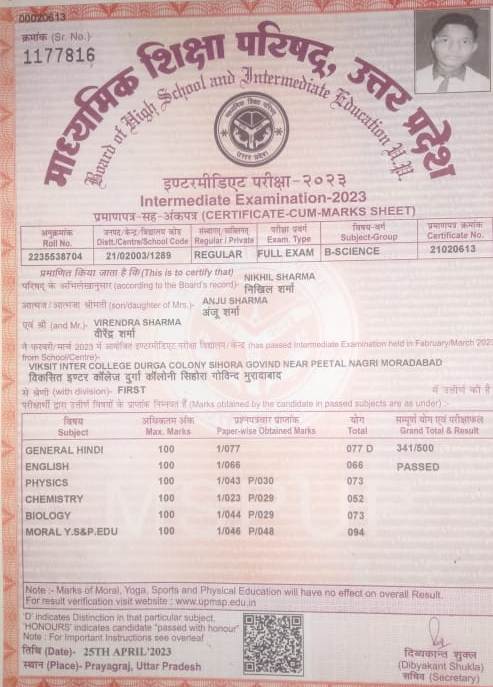 00020613
क्रमांक (Sr. No.)
1177816
माध्यमिक शिक्षा परिषद, उत्तर प्रदेश
Board of High School and Intermediate Education U.P.
इण्टरमीडिएट परीक्षा-२०२३
Intermediate Examination-2023
प्रमाणपत्र-सह-अंकपत्र (CERTIFICATE-CUM-MARKS SHEET)
अनुक्रमांक जनपद/केन्द्र/विद्यालय कोड संस्थागत/व्यक्तिगत परीक्षा प्रवर्ग विषय-वर्ग प्रमाणपत्र क्रमांक
Roll No. Distt./Centre/School Code Regular / Private Exam. Type Subject-Group Certificate No.
2235538704 21/02003/1289 REGULAR FULL EXAM B-SCIENCE 21020613
प्रमाणित किया जाता है कि (This is to certify that) NIKHIL SHARMA
परिषद के अभिलेखानुसार (according to the Board's record)- निखिल शर्मा
आत्मज/आत्मजा श्रीमती (son/daughter of Mrs.)- ANJU SHARMA
अंजू शर्मा
एवं श्री (and Mr.)- VIRENDRA SHARMA
वीरेंद्र शर्मा
ने फरवरी/मार्च 2023 में आयोजित इण्टरमीडिएट परीक्षा विद्यालय/केन्द्र (has passed Intermediate Examination held in February/March 2023
from School/Centre)-
VIKSIT INTER COLLEGE DURGA COLONY SIHORA GOVIND NEAR PEETAL NAGRI MORADABAD
विकसित इण्टर कॉलेज दुर्गा कॉलोनी सिहोरा गोविन्द मुरादाबाद
से श्रेणी (with division)- FIRST में उत्तीर्ण की है
परीक्षार्थी द्वारा उत्तीर्ण विषयों के प्राप्तांक निम्नवत हैं (Marks obtained by the candidate in passed subjects are as under) :-
विषय अधिकतम अंक प्रश्नपत्रवार प्राप्तांक योग सम्पूर्ण योग एवं परीक्षाफल
Subject Max. Marks Paper-wise Obtained Marks Total Grand Total & Result
GENERAL HINDI 100 1/077 077 D 341/500
ENGLISH 100 1/066 066 PASSED
PHYSICS 100 1/043 P/030 073
CHEMISTRY 100 1/023 P/029 052
BIOLOGY 100 1/044 P/029 073
MORAL Y.S&P.EDU 100 1/046 P/048 094
Note :- Marks of Moral, Yoga, Sports and Physical Education will have no effect on overall Result.
For result verification visit website : www.upmsp.edu.in
'D' indicates Distinction in that particular subject.
HONOURS' indicates candidate "passed with honour"
Note : For Important Instructions see overleaf
तिथि (Date)- 25TH APRIL'2023
स्थान (Place)- Prayagraj, Uttar Pradesh
दिव्यकान्त शुक्ल
(Dibyakant Shukla)
सचिव (Secretary)